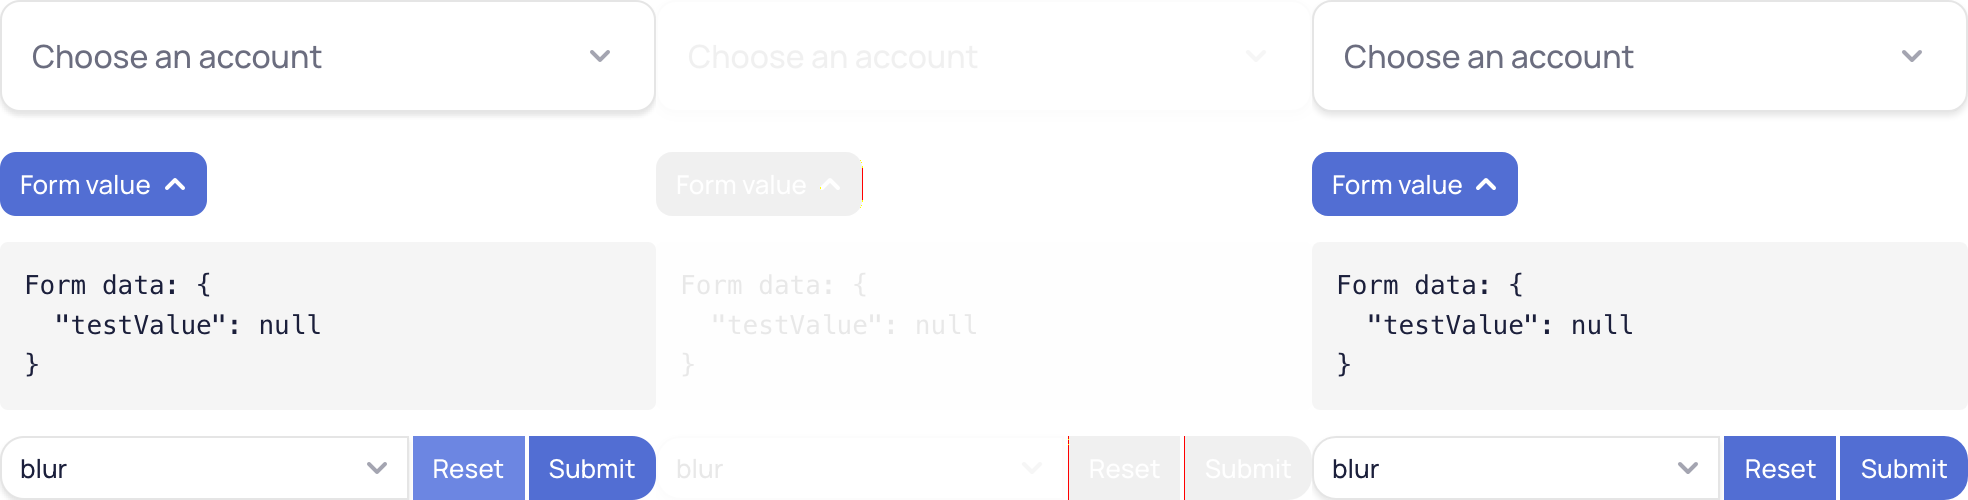 Choose an account
Form value
Form data: {
"testValue": null
}
blur
Reset
Submit
Choose an account
Form value
Form data: {
"testValue": null
}
blur
Reset
Submit
Choose an account
Form value
Form data: {
"testValue": null
}
blur
Reset
Submit